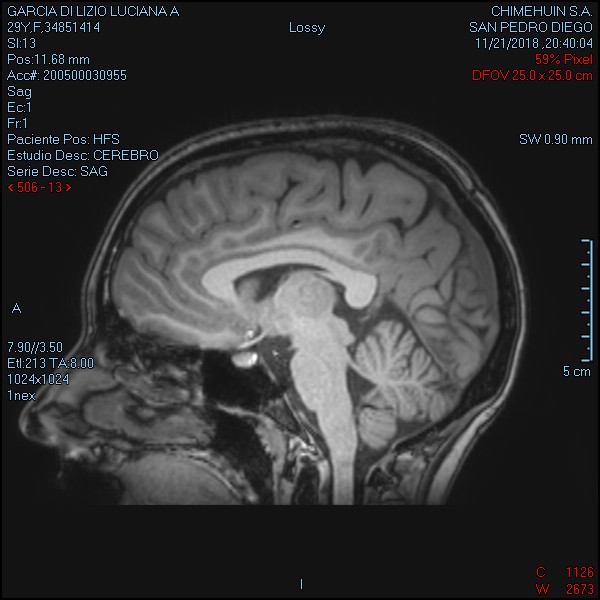 GARCIA DI LIZIO LUCIANA A
29Y,F,34851414
Sl:13
Pos:11.68 mm
Acc#: 200500030955
Sag
Ec:1
Fr:1
Paciente Pos: HFS
Estudio Desc: CEREBRO
Serie Desc: SAG
< 506 - 13 >
Lossy
CHIMEHUIN S.A.
SAN PEDRO DIEGO
11/21/2018 ,20:40:04
59% Pixel
DFOV 25.0 x 25.0 cm
SW 0.90 mm
A
7.90//3.50
Etl:213 TA:8.00
1024x1024
1nex
5 cm
I
C 1126
W 2673